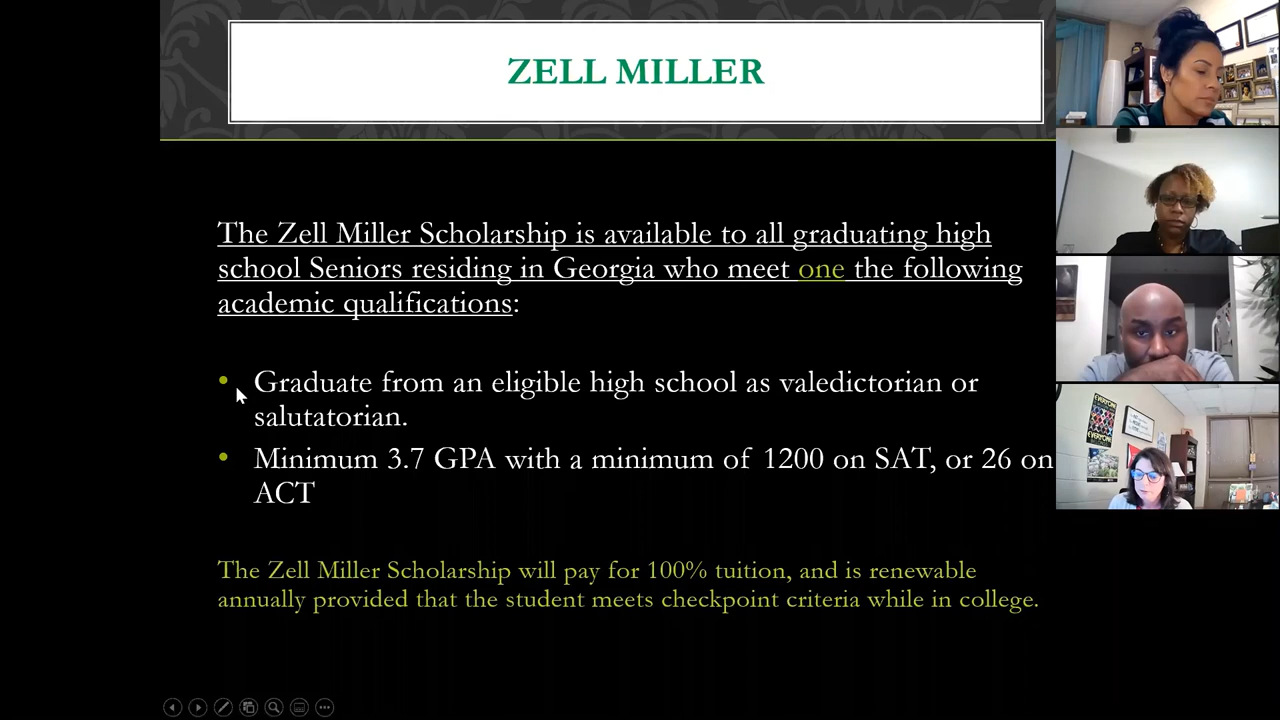 ZELL MILLER
The Zell Miller Scholarship is available to all graduating high
school Seniors residing in Georgia who meet one the following
academic qualifications:
• Graduate from an eligible high school as valedictorian or
salutatorian.
• Minimum 3.7 GPA with a minimum of 1200 on SAT, or 26 on
ACT
The Zell Miller Scholarship will pay for 100% tuition, and is renewable
annually provided that the student meets checkpoint criteria while in college.
EVERYONE
EVERYONE